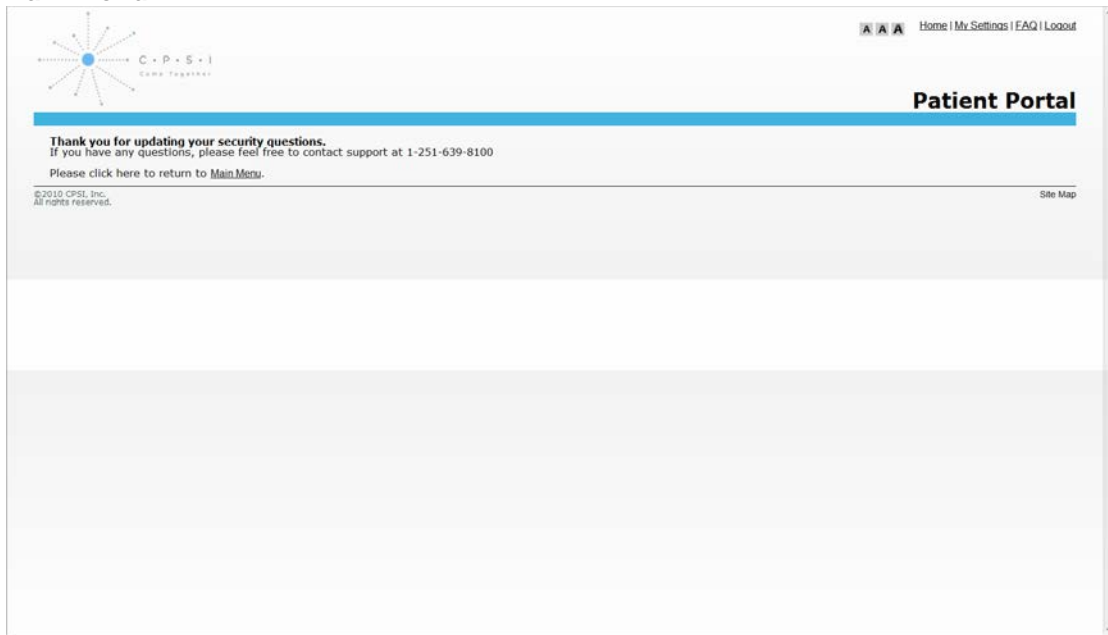 A A A Home | My Settings | FAQ | Logout
C • P • S • I
Come Together
Patient Portal
Thank you for updating your security questions.
If you have any questions, please feel free to contact support at 1-251-639-8100
Please click here to return to Main Menu.
©2010 CPSI, Inc. Site Map
All rights reserved.